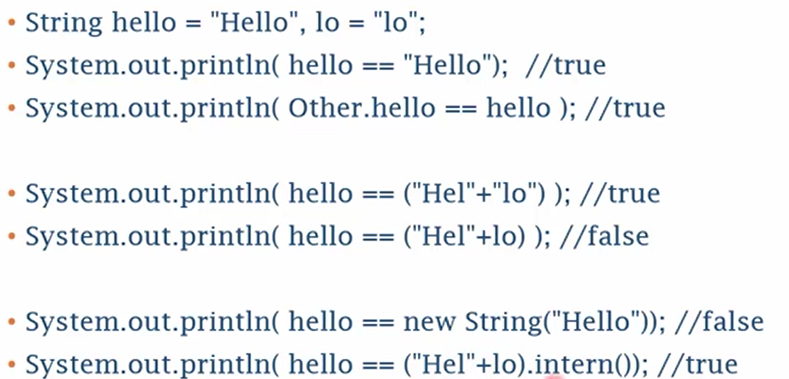 • String hello = "Hello", lo = "lo";
• System.out.println( hello == "Hello");  //true
• System.out.println( Other.hello == hello ); //true
• System.out.println( hello == ("Hel"+"lo") ); //true
• System.out.println( hello == ("Hel"+lo) ); //false
• System.out.println( hello == new String("Hello")); //false
• System.out.println( hello == ("Hel"+lo).intern()); //true